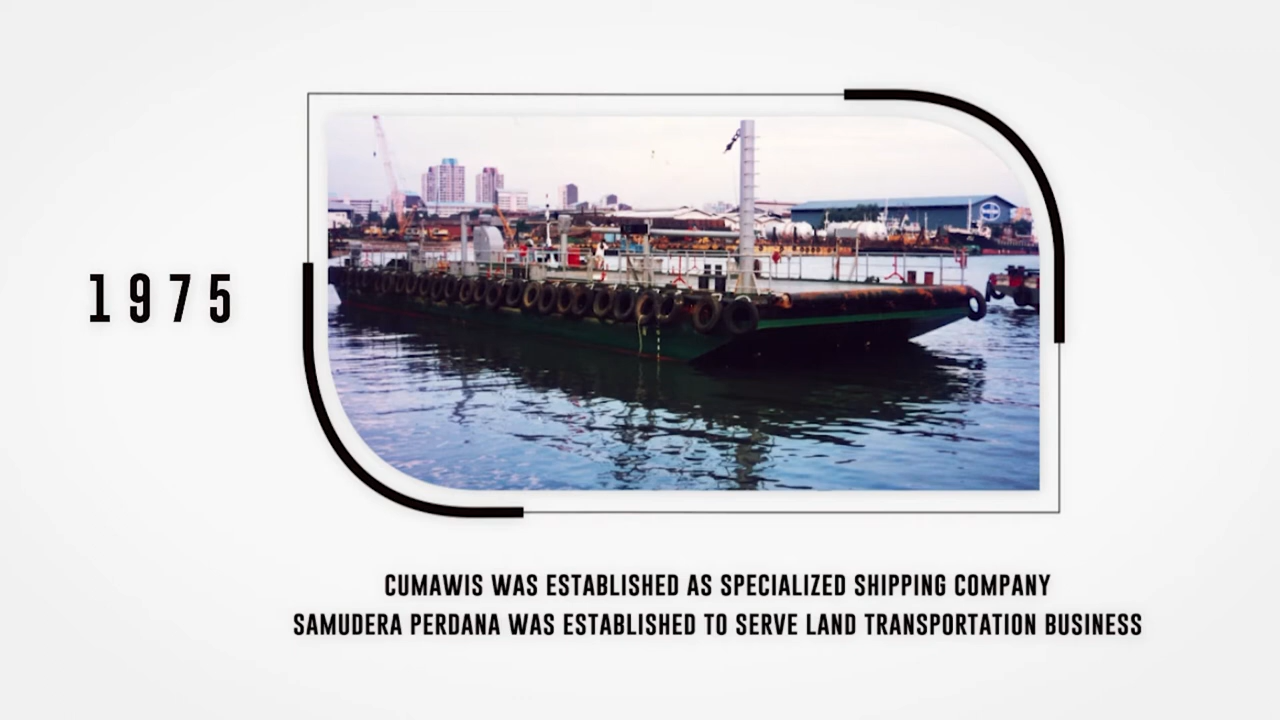 1975
CUMAWIS WAS ESTABLISHED AS SPECIALIZED SHIPPING COMPANY
SAMUDERA PERDANA WAS ESTABLISHED TO SERVE LAND TRANSPORTATION BUSINESS